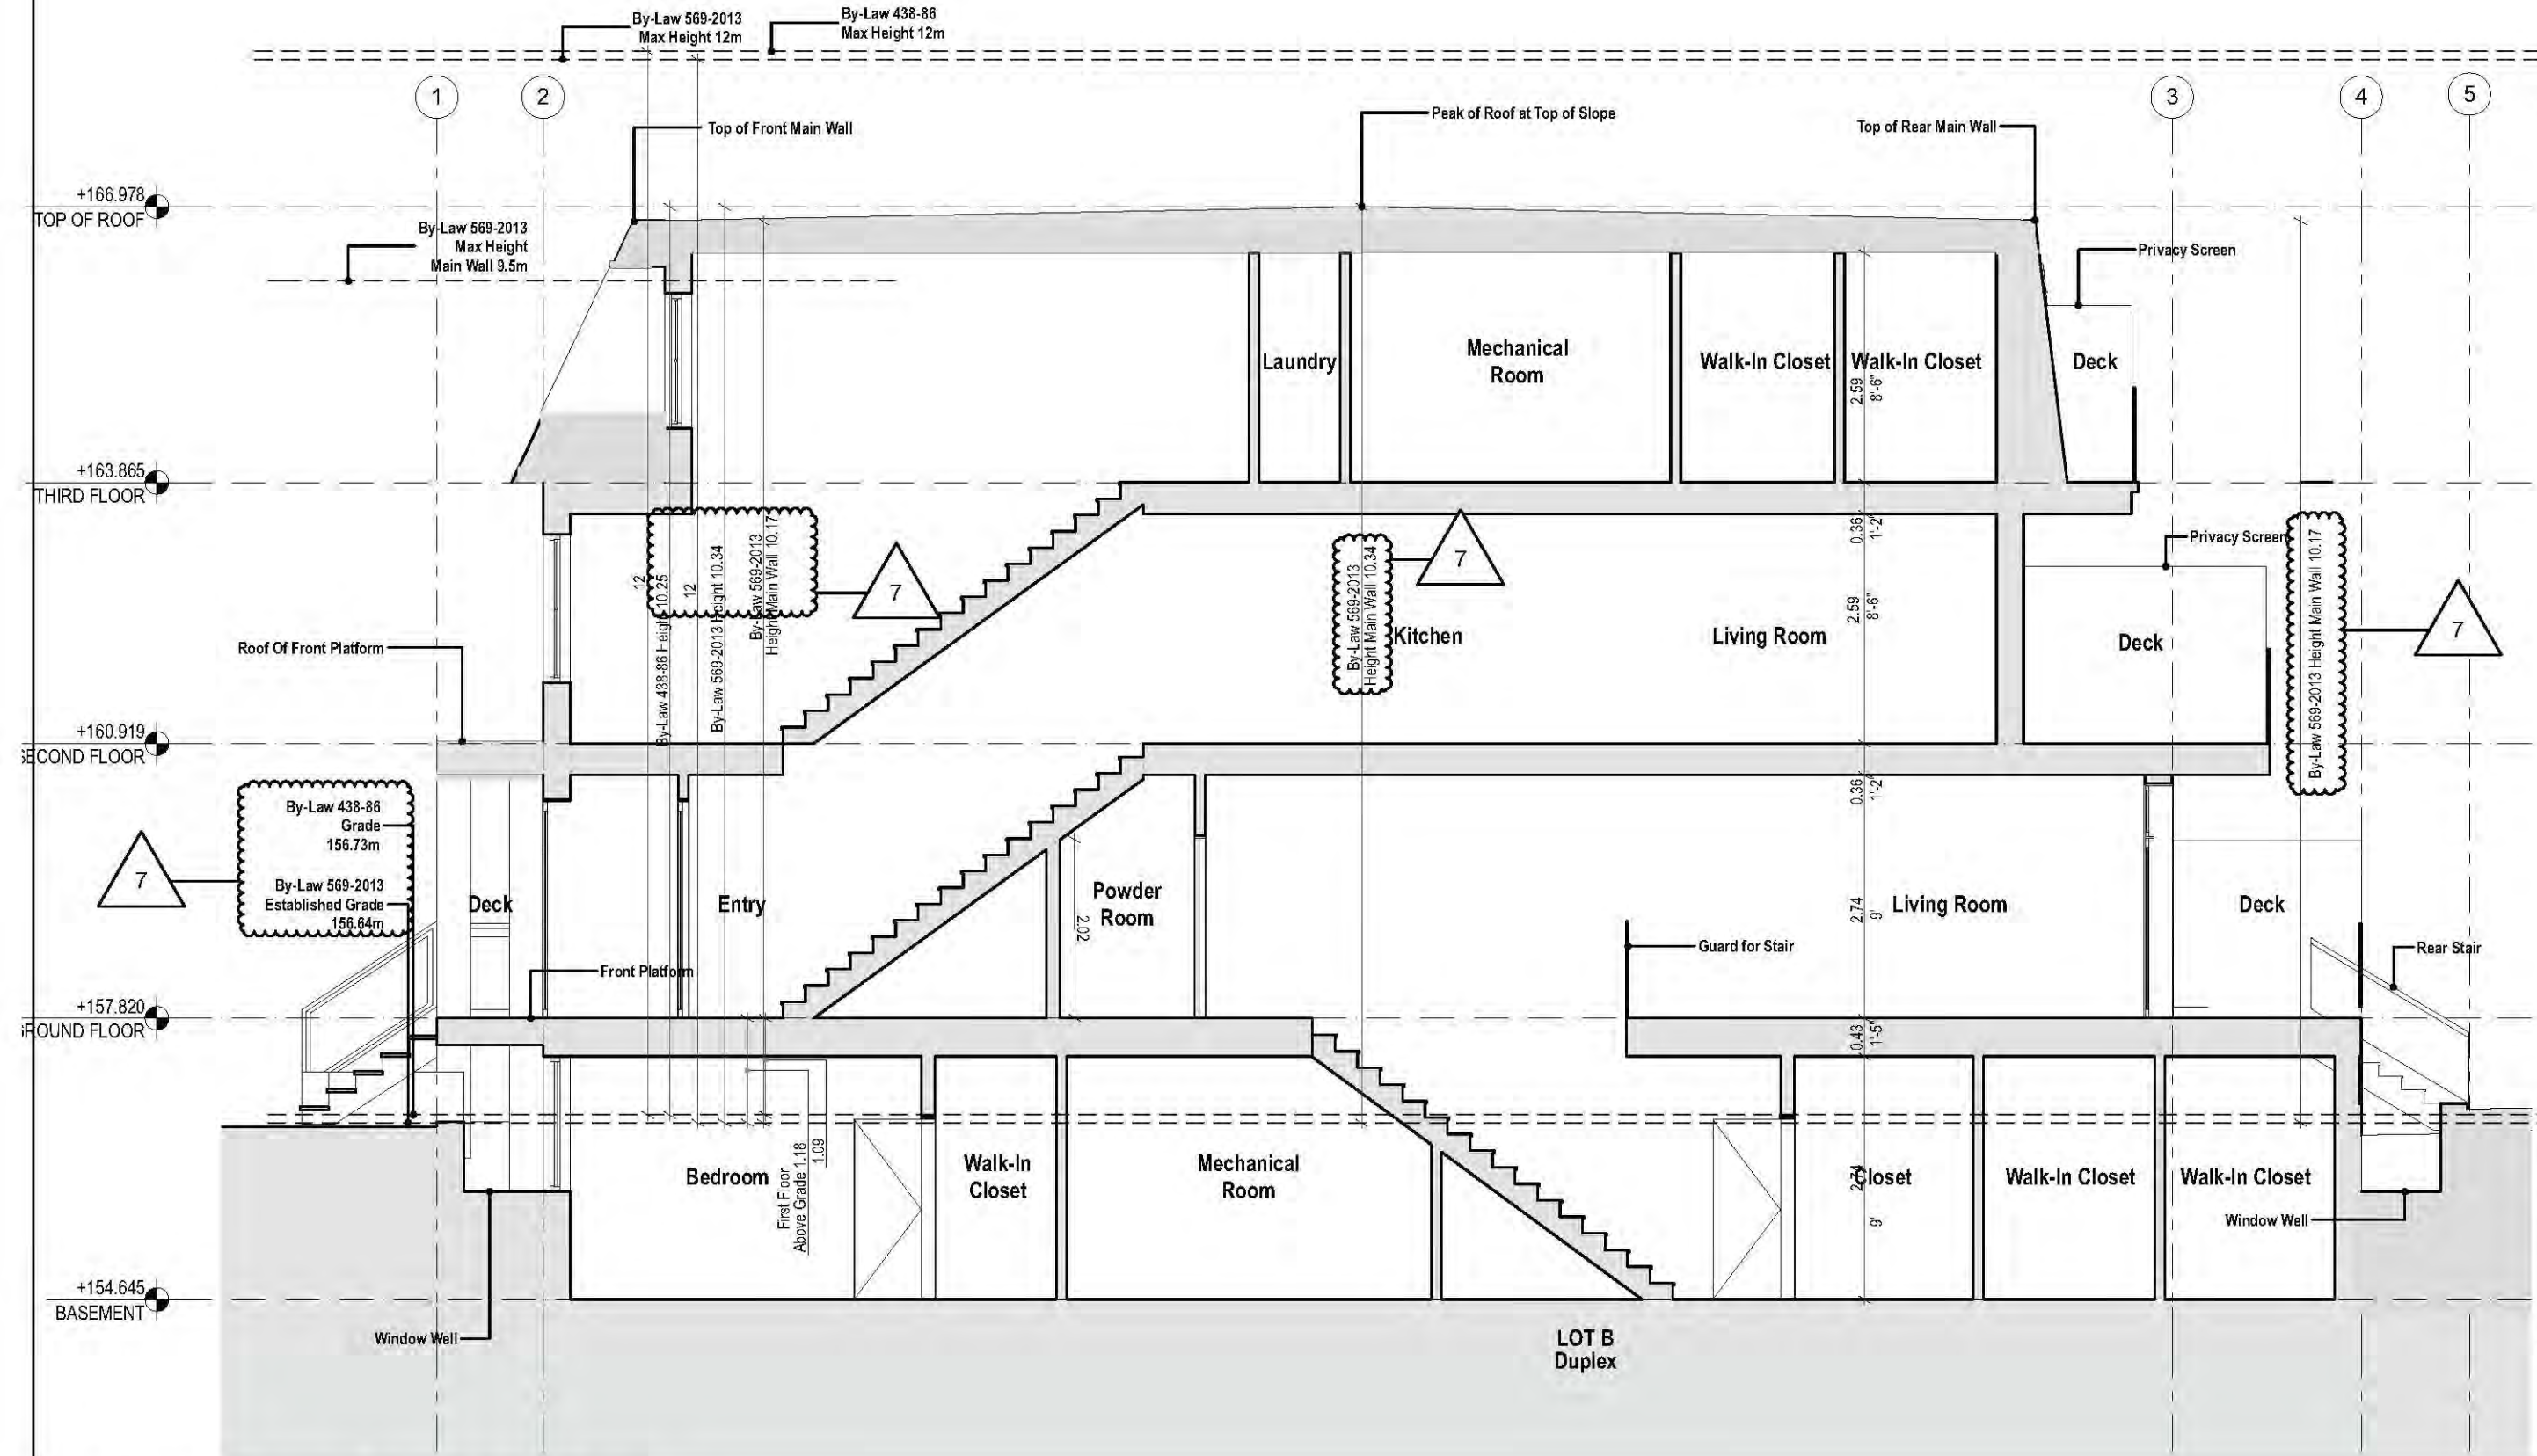 By-Law 569-2013
Max Height 12m
By-Law 438-86
Max Height 12m
1
2
3
4
5
Top of Front Main Wall
Peak of Roof at Top of Slope
Top of Rear Main Wall
+166.978
TOP OF ROOF
By-Law 569-2013
Max Height
Main Wall 9.5m
Privacy Screen
Laundry
Mechanical
Room
Walk-In Closet
Walk-In Closet
Deck
2.59
8'-6"
+163.865
THIRD FLOOR
12
By-Law 438-86 Height 10.25
12
By-Law 569-2013 Height 10.34
By-Law 569-2013
Height Main Wall 10.17
7
By-Law 569-2013
Height Main Wall 10.34
7
0.36
1'-2"
Privacy Screen
By-Law 569-2013 Height Main Wall 10.17
7
Roof Of Front Platform
Kitchen
Living Room
2.59
8'-6"
Deck
+160.919
SECOND FLOOR
0.36
1'-2"
By-Law 438-86
Grade
156.73m
By-Law 569-2013
Established Grade
156.64m
7
Deck
Entry
Powder
Room
2.02
2.74
9'
Living Room
Deck
Guard for Stair
Rear Stair
Front Platform
+157.820
GROUND FLOOR
0.43
1'-5"
First Floor
Above Grade 1.18
1.09
Bedroom
Walk-In
Closet
Mechanical
Room
2.74
9'
Closet
Walk-In Closet
Walk-In Closet
Window Well
+154.645
BASEMENT
Window Well
LOT B
Duplex